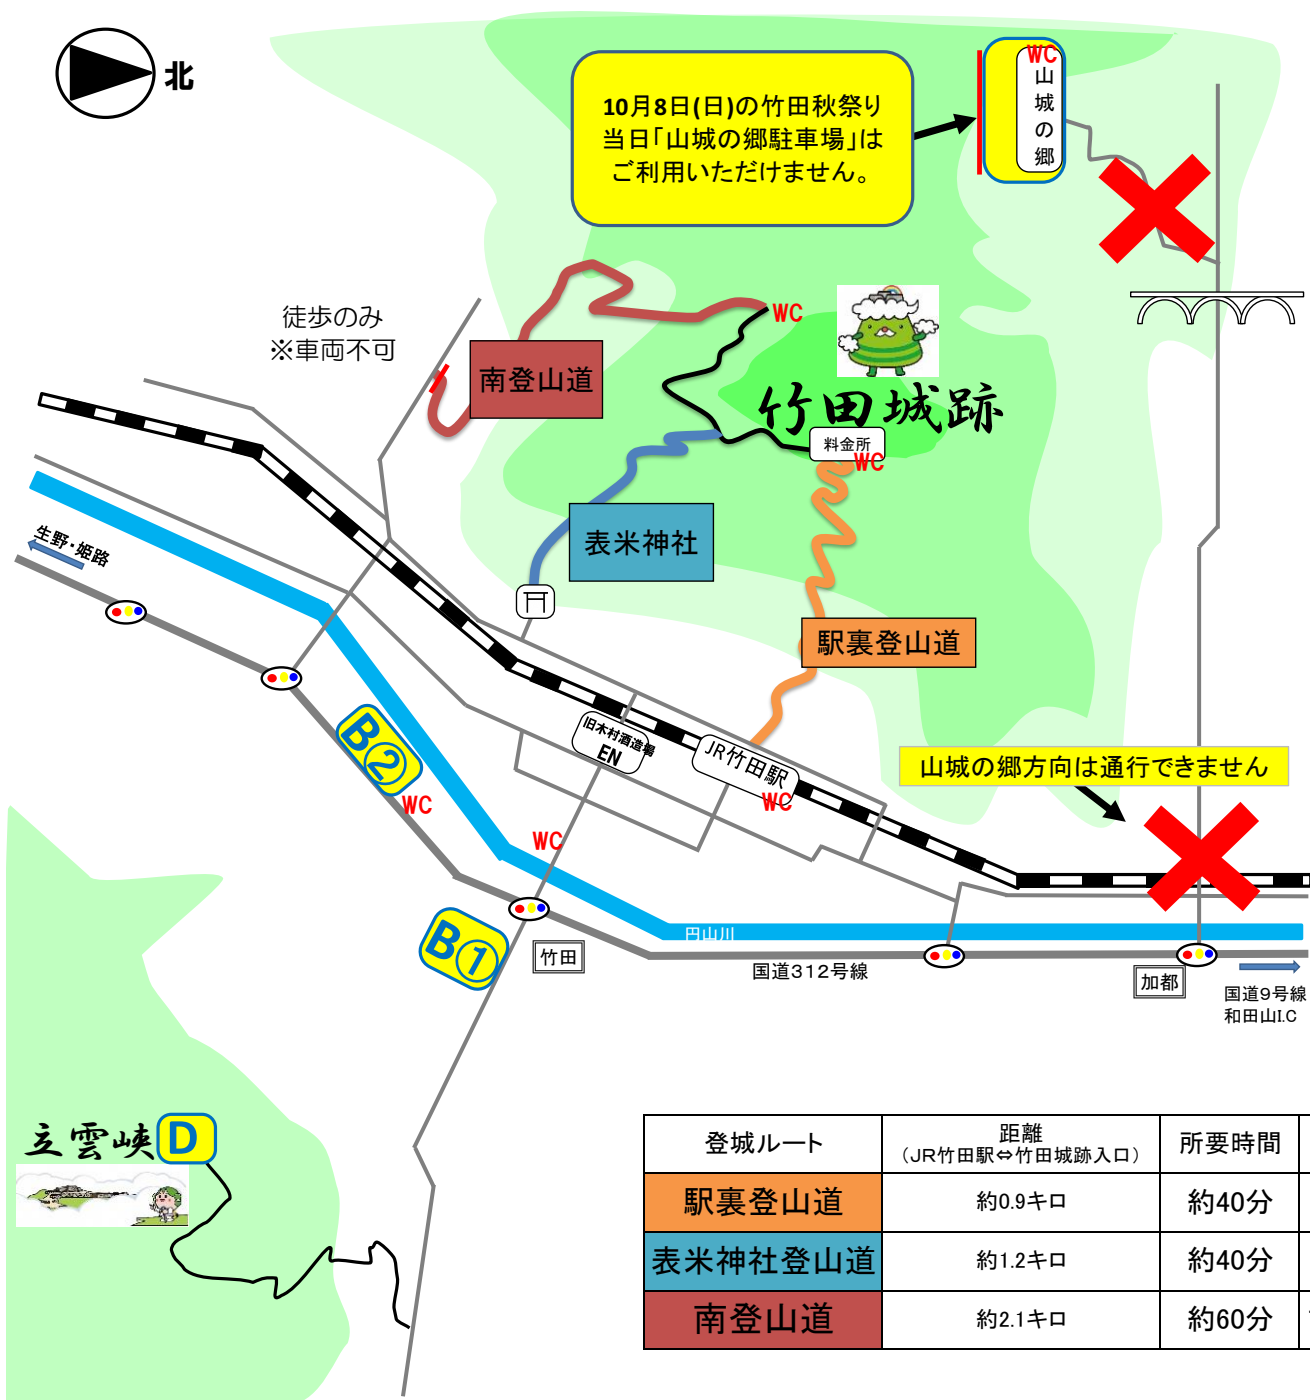 北
10月8日(日)の竹田秋祭り
当日「山城の郷駐車場」は
ご利用いただけません。
WC
山城の郷
徒歩のみ
※車両不可
南登山道
WC
竹田城跡
料金所
WC
表米神社
生野・姫路
駅裏登山道
旧木村酒造場
EN
JR竹田駅
WC
山城の郷方向は通行できません
B②
WC
WC
B①
竹田
円山川
国道312号線
加都
国道9号線
和田山I.C
立雲峡
D
登城ルート
距離
(JR竹田駅⇔竹田城跡入口)
所要時間
駅裏登山道
約0.9キロ
約40分
表米神社登山道
約1.2キロ
約40分
南登山道
約2.1キロ
約60分